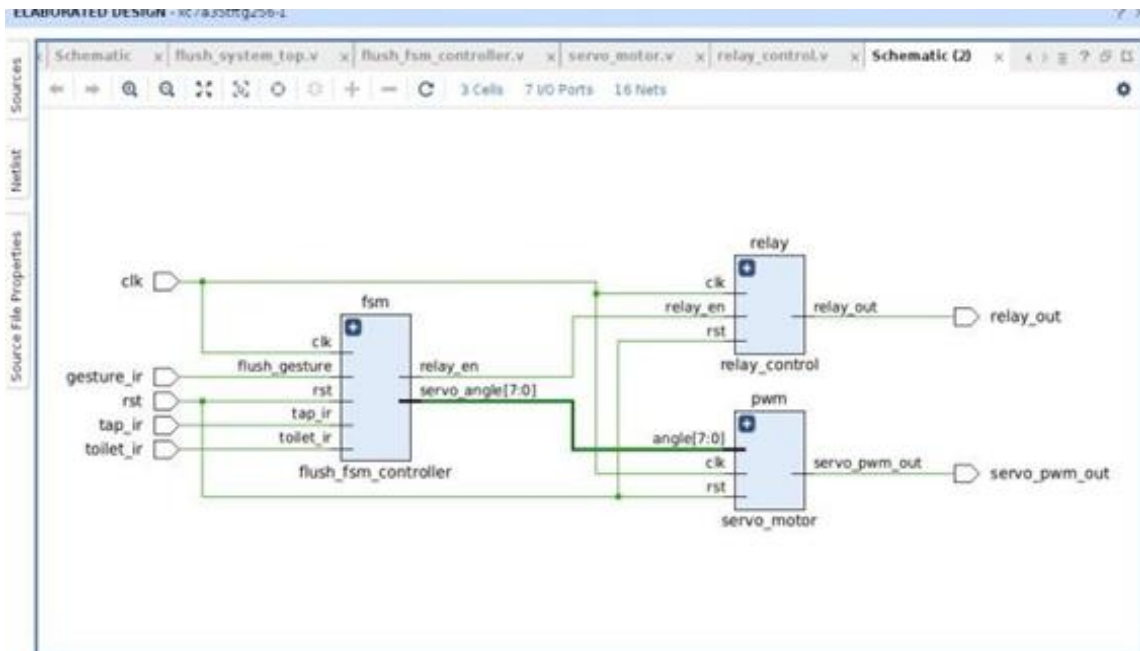 ELABORATED DESIGN - xc7a35tftg256-1
Schematic
flush_system_top.v
flush_fsm_controller.v
servo_motor.v
relay_control.v
Schematic (2)
3 Cells 7 I/O Ports 16 Nets
Sources
Netlist
Source File Properties
clk
gesture_ir
rst
tap_ir
toilet_ir
fsm
clk
flush_gesture
rst
tap_ir
toilet_ir
relay_en
servo_angle[7:0]
flush_fsm_controller
relay
clk
relay_en
rst
relay_out
relay_control
relay_out
pwm
angle[7:0]
clk
rst
servo_pwm_out
servo_motor
servo_pwm_out